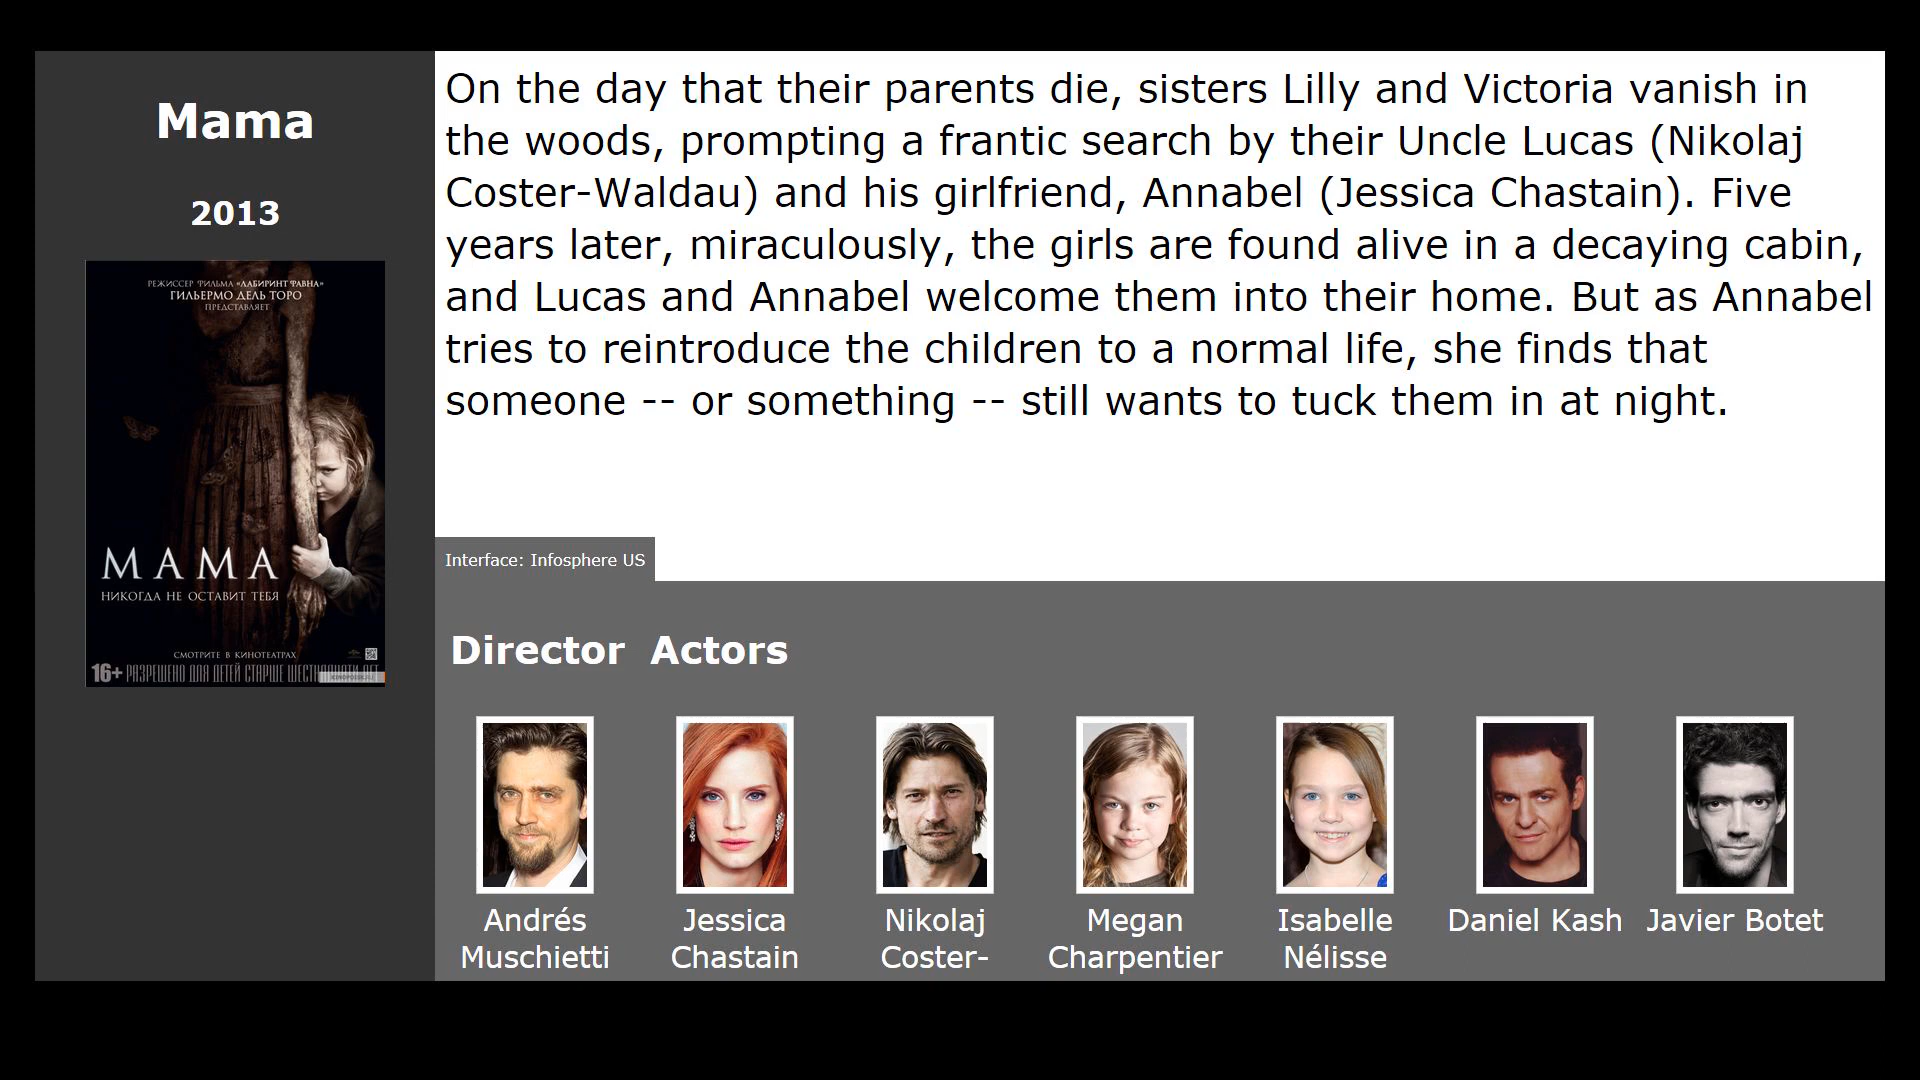 Mama
2013
РЕЖИССЕР ФИЛЬМА «ЛАБИРИНТ ФАВНА»
ГИЛЬЕРМО ДЕЛЬ ТОРО
ПРЕДСТАВЛЯЕТ
МАМА
НИКОГДА НЕ ОСТАВИТ ТЕБЯ
СМОТРИТЕ В КИНОТЕАТРАХ
16+ РАЗРЕШЕНО ДЛЯ ДЕТЕЙ СТАРШЕ ШЕСТНАДЦАТИ ЛЕТ
On the day that their parents die, sisters Lilly and Victoria vanish in
the woods, prompting a frantic search by their Uncle Lucas (Nikolaj
Coster-Waldau) and his girlfriend, Annabel (Jessica Chastain). Five
years later, miraculously, the girls are found alive in a decaying cabin,
and Lucas and Annabel welcome them into their home. But as Annabel
tries to reintroduce the children to a normal life, she finds that
someone -- or something -- still wants to tuck them in at night.
Interface: Infosphere US
Director Actors
Andrés
Muschietti
Jessica
Chastain
Nikolaj
Coster-
Megan
Charpentier
Isabelle
Nélisse
Daniel Kash
Javier Botet